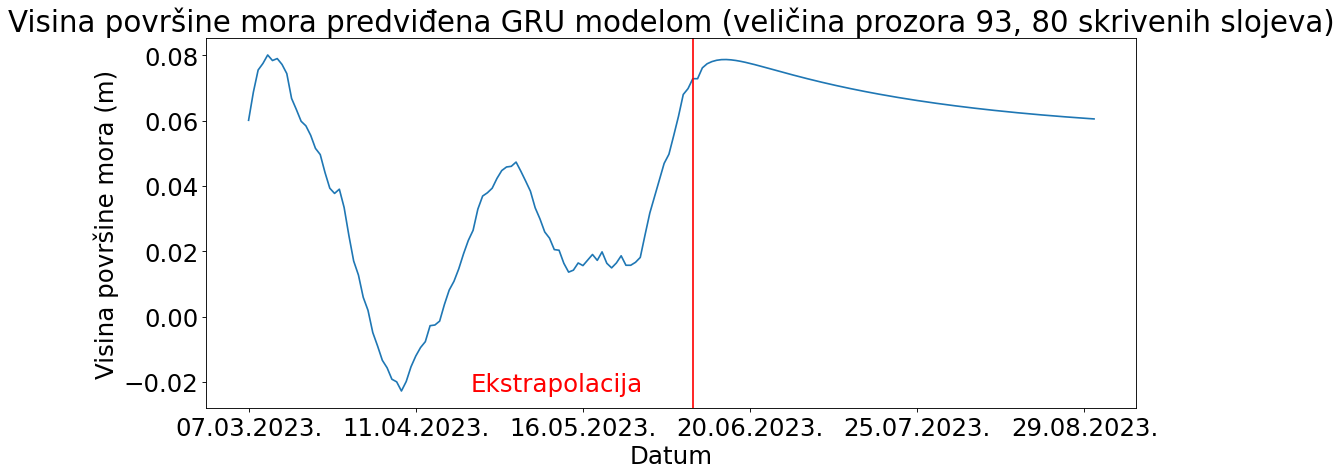 Visina površine mora predviđena GRU modelom (veličina prozora 93, 80 skrivenih slojeva)
Visina površine mora (m)
0.08
0.06
0.04
0.02
0.00
−0.02
Ekstrapolacija
07.03.2023. 11.04.2023. 16.05.2023. 20.06.2023. 25.07.2023. 29.08.2023.
Datum